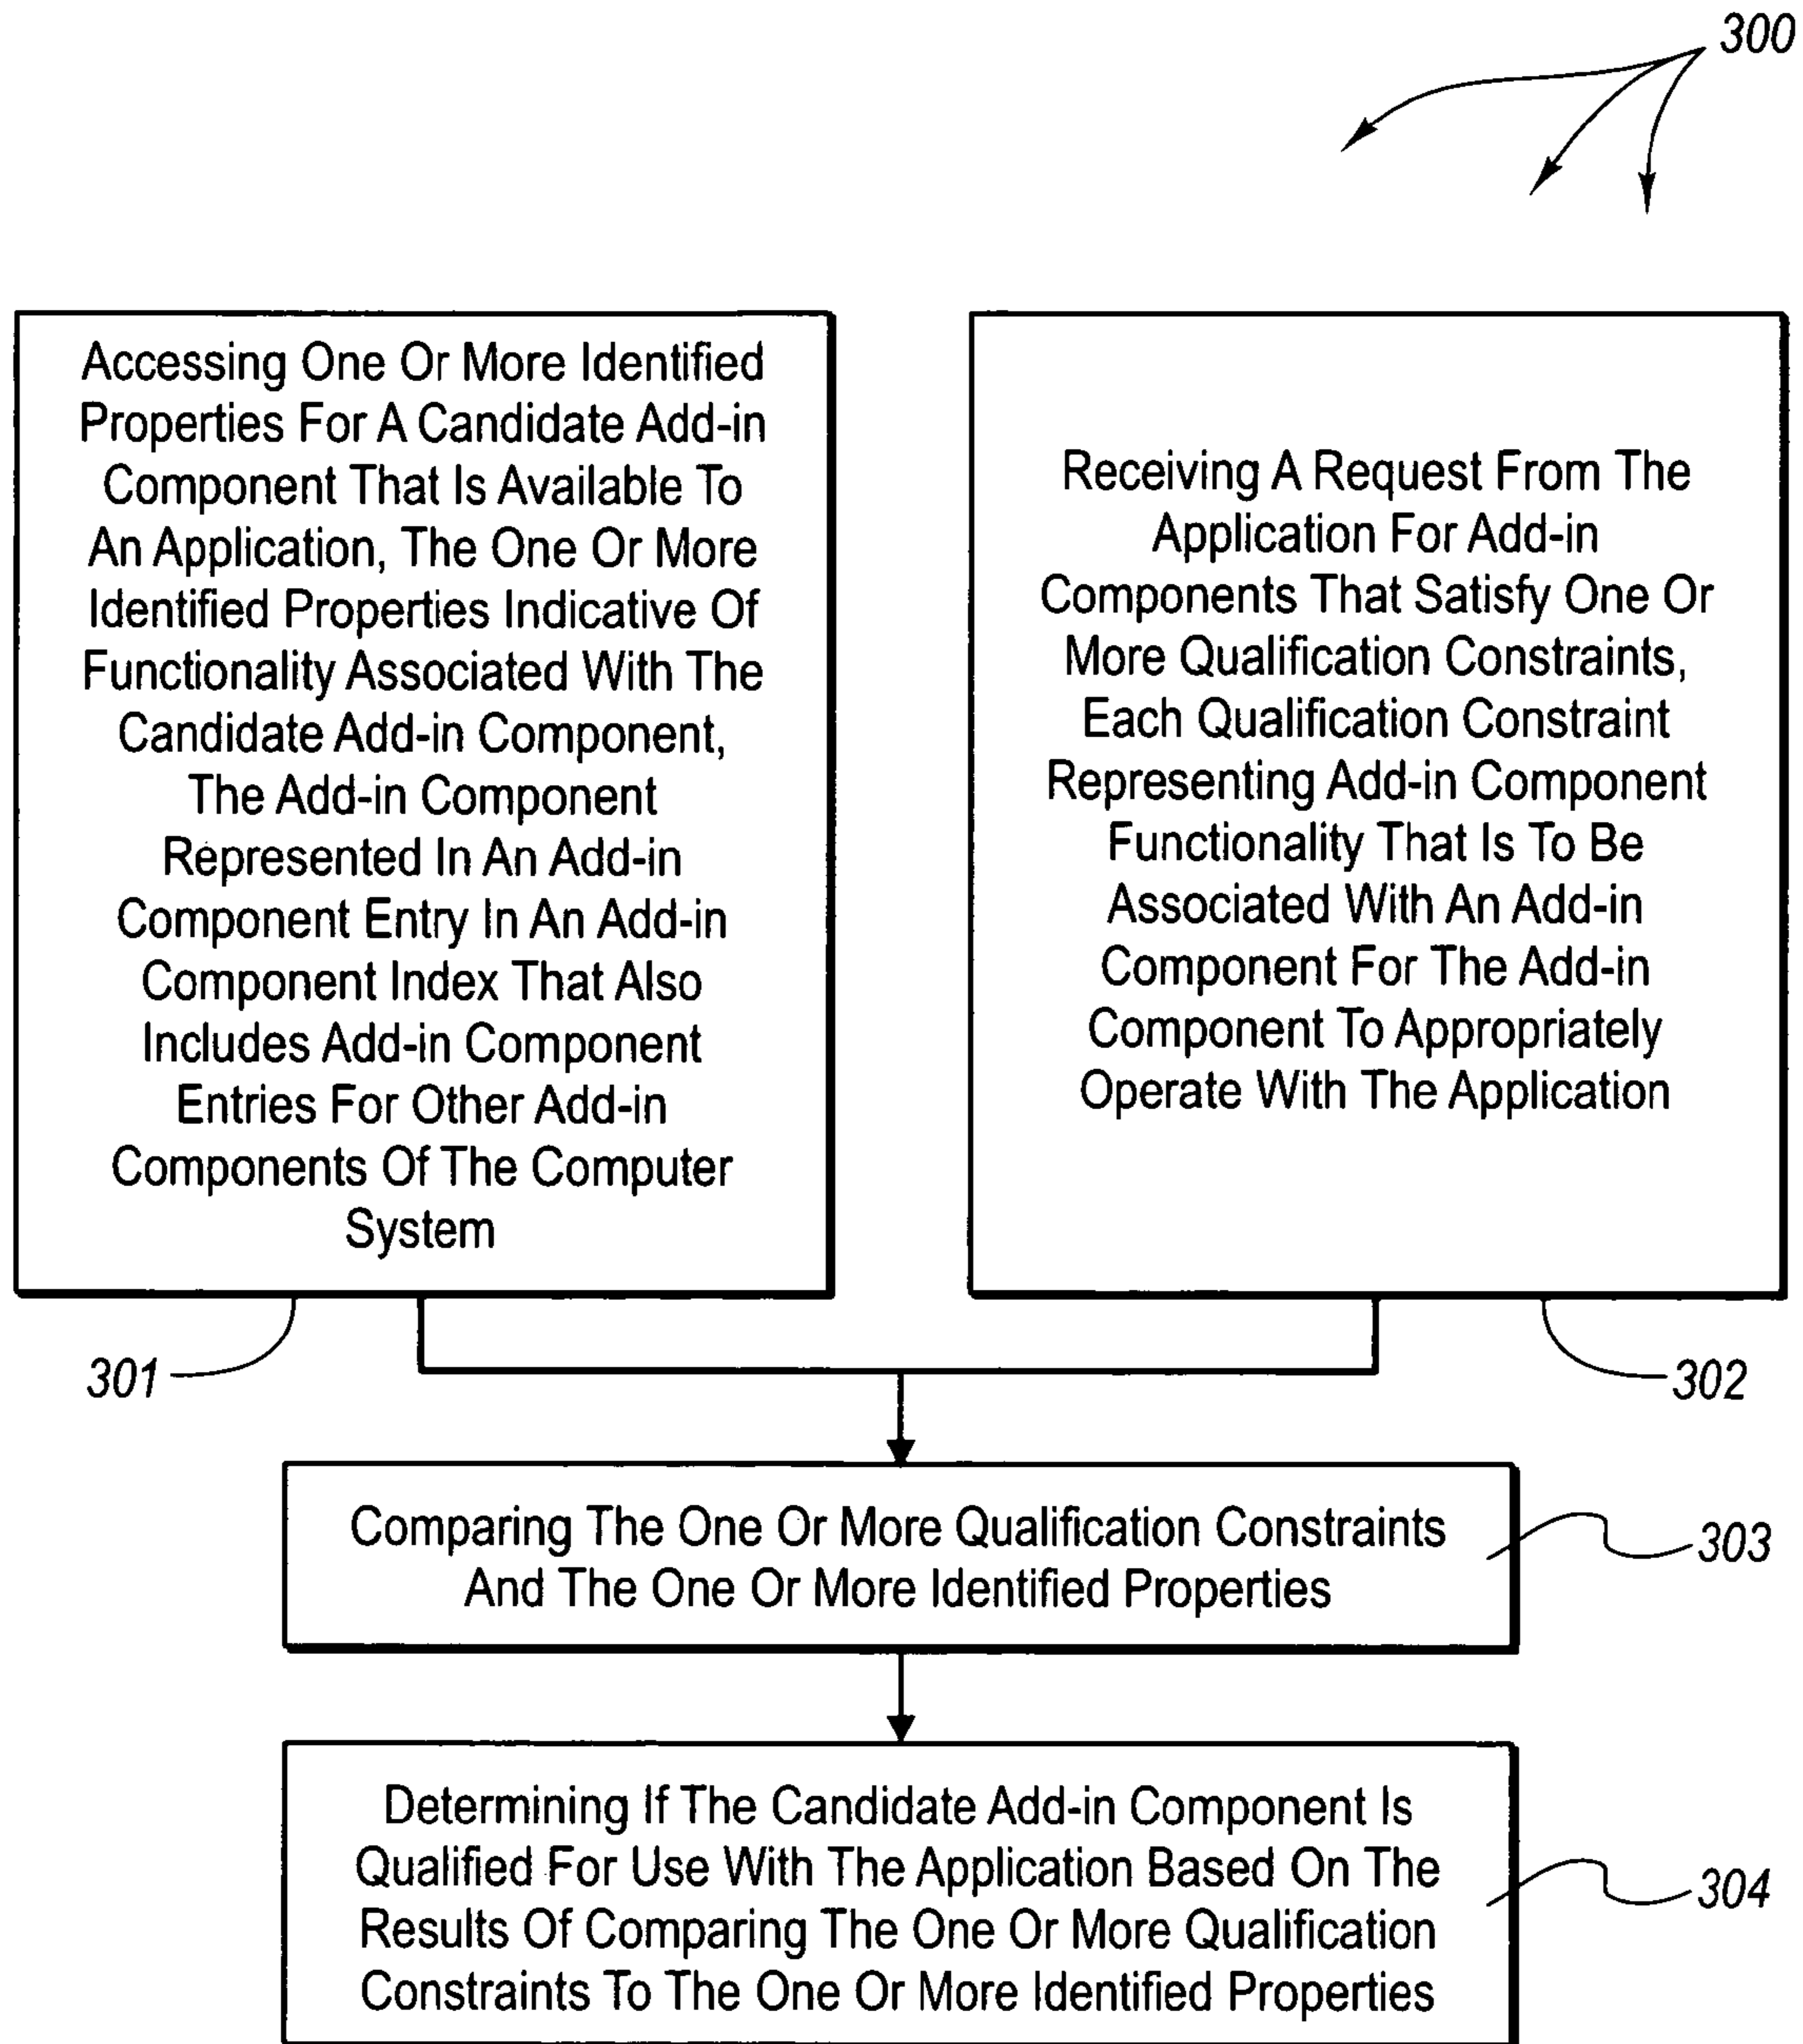 300
Accessing One Or More Identified
Properties For A Candidate Add-in
Component That Is Available To
An Application, The One Or More
Identified Properties Indicative Of
Functionality Associated With The
Candidate Add-in Component,
The Add-in Component
Represented In An Add-in
Component Entry In An Add-in
Component Index That Also
Includes Add-in Component
Entries For Other Add-in
Components Of The Computer
System
301
Receiving A Request From The
Application For Add-in
Components That Satisfy One Or
More Qualification Constraints,
Each Qualification Constraint
Representing Add-in Component
Functionality That Is To Be
Associated With An Add-in
Component For The Add-in
Component To Appropriately
Operate With The Application
302
Comparing The One Or More Qualification Constraints
And The One Or More Identified Properties
303
Determining If The Candidate Add-in Component Is
Qualified For Use With The Application Based On The
Results Of Comparing The One Or More Qualification
Constraints To The One Or More Identified Properties
304